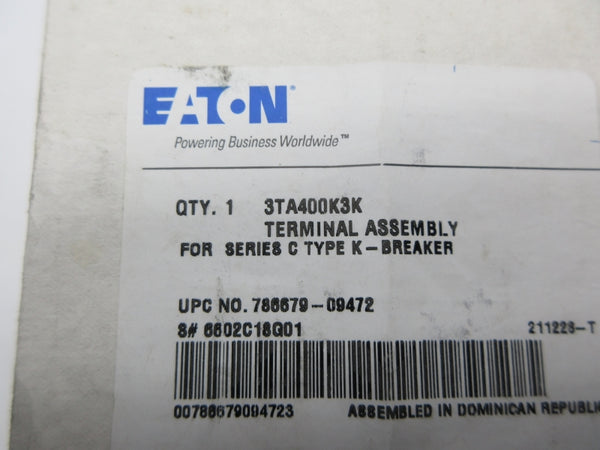 EATON
Powering Business Worldwide™
QTY. 1 3TA400K3K
TERMINAL ASSEMBLY
FOR SERIES C TYPE K-BREAKER
UPC NO. 786679-09472
S# 6602C18G01
211228-T
00786679094723 ASSEMBLED IN DOMINICAN REPUBLI